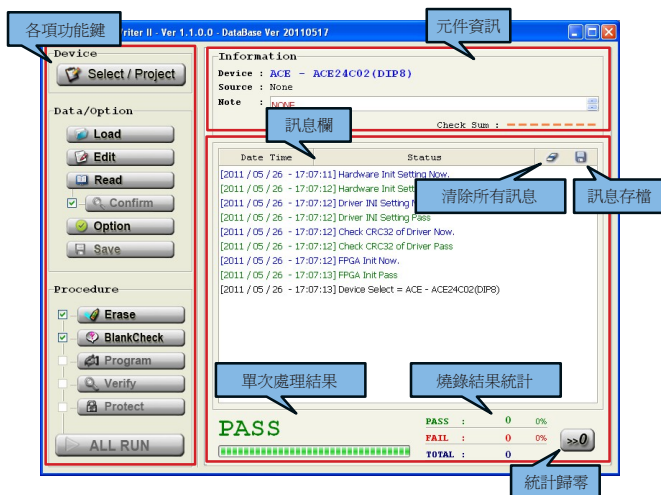 各項功能鍵
元件資訊
riter II - Ver 1.1.0.0 - DataBase Ver 20110517
Device
Select / Project
Data/Option
Load
Edit
Read
Confirm
Option
Save
Procedure
Erase
BlankCheck
Program
Verify
Protect
ALL RUN
Information
Device : ACE - ACE24C02(DIP8)
Source : None
Note : NONE
Check Sum : --------
訊息欄
Date Time Status
清除所有訊息
訊息存檔
[2011 / 05 / 26 - 17:07:11] Hardware Init Setting Now.
[2011 / 05 / 26 - 17:07:12] Hardware Init Set
[2011 / 05 / 26 - 17:07:12] Driver INI Setting N
[2011 / 05 / 26 - 17:07:12] Driver INI Setting Pass
[2011 / 05 / 26 - 17:07:12] Check CRC32 of Driver Now.
[2011 / 05 / 26 - 17:07:12] Check CRC32 of Driver Pass
[2011 / 05 / 26 - 17:07:12] FPGA Init Now.
[2011 / 05 / 26 - 17:07:13] FPGA Init Pass
[2011 / 05 / 26 - 17:07:13] Device Select = ACE - ACE24C02(DIP8)
單次處理結果
燒錄結果統計
PASS
PASS : 0 0%
FAIL : 0 0%
TOTAL : 0
>>0
統計歸零